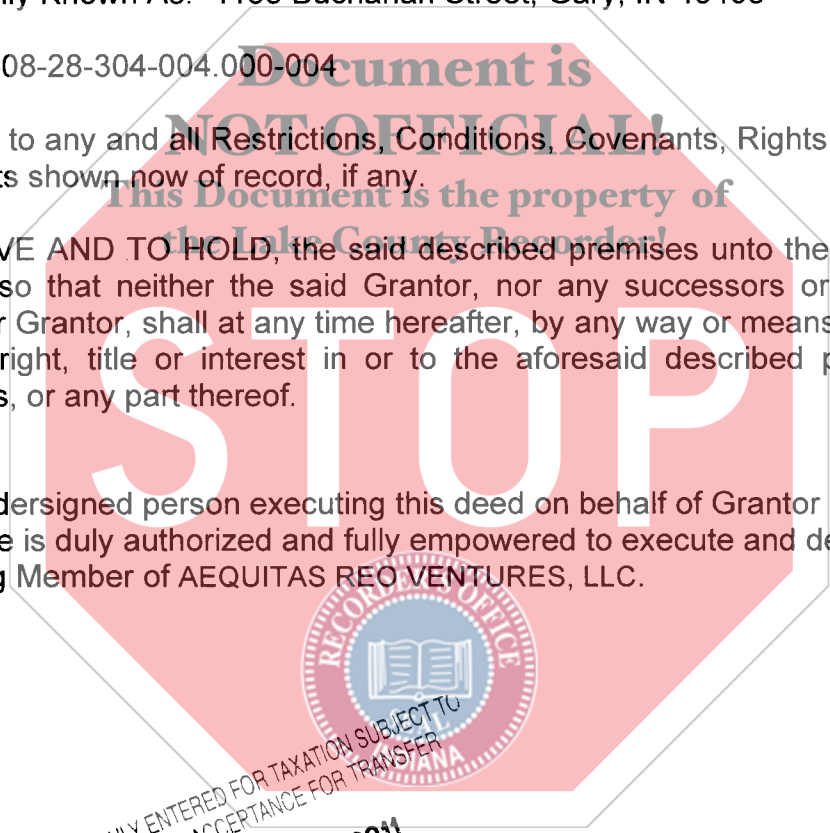 Document is
08-28-304-004.000-004
NOT OFFICIAL!
to any and all Restrictions, Conditions, Covenants, Rights
ts shown now of record, if any.
This Document is the property of
the Lake County Recorder!
VE AND TO HOLD, the said described premises unto the
so that neither the said Grantor, nor any successors or
r Grantor, shall at any time hereafter, by any way or means
right, title or interest in or to the aforesaid described p
s, or any part thereof.
STOP
dersigned person executing this deed on behalf of Grantor
e is duly authorized and fully empowered to execute and de
g Member of AEQUITAS REO VENTURES, LLC.
RECORDER'S OFFICE
SEAL
INDIANA
ENTERED FOR TAXATION SUBJECT TO
ACCEPTANCE FOR TRANSFER